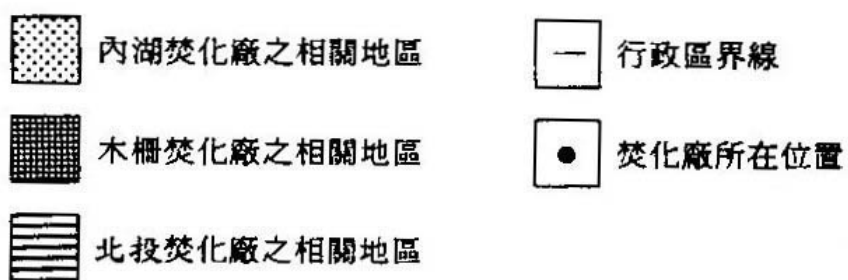 內湖焚化廠之相關地區
木柵焚化廠之相關地區
北投焚化廠之相關地區
行政區界線
焚化廠所在位置